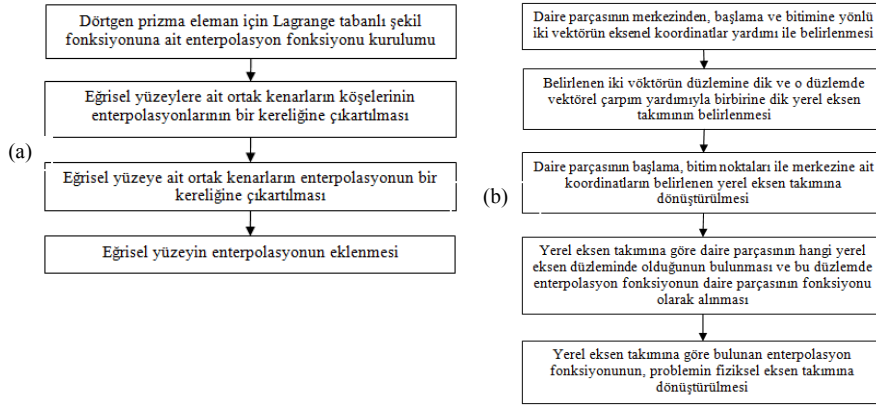 Dörtgen prizma eleman için Lagrange tabanlı şekil
fonksiyonuna ait enterpolasyon fonksiyonu kurulumu
Eğrisel yüzeylere ait ortak kenarların köşelerinin
enterpolasyonlarının bir kereliğine çıkartılması
(a)
Eğrisel yüzeye ait ortak kenarların enterpolasyonun bir
kereliğine çıkartılması
Eğrisel yüzeyin enterpolasyonun eklenmesi
Daire parçasının merkezinden, başlama ve bitimine yönlü
iki vektörün eksenel koordinatlar yardımı ile belirlenmesi
Belirlenen iki vöktörün düzlemine dik ve o düzlemde
vektörel çarpım yardımıyla birbirine dik yerel eksen
takımının belirlenmesi
(b)
Daire parçasının başlama, bitim noktaları ile merkezine ait
koordinatların belirlenen yerel eksen takımına
dönüştürülmesi
Yerel eksen takımına göre daire parçasının hangi yerel
eksen düzleminde olduğunun bulunması ve bu düzlemde
enterpolasyon fonksiyonun daire parçasının fonksiyonu
olarak alınması
Yerel eksen takımına göre bulunan enterpolasyon
fonksiyonunun, problemin fiziksel eksen takımına
dönüştürülmesi